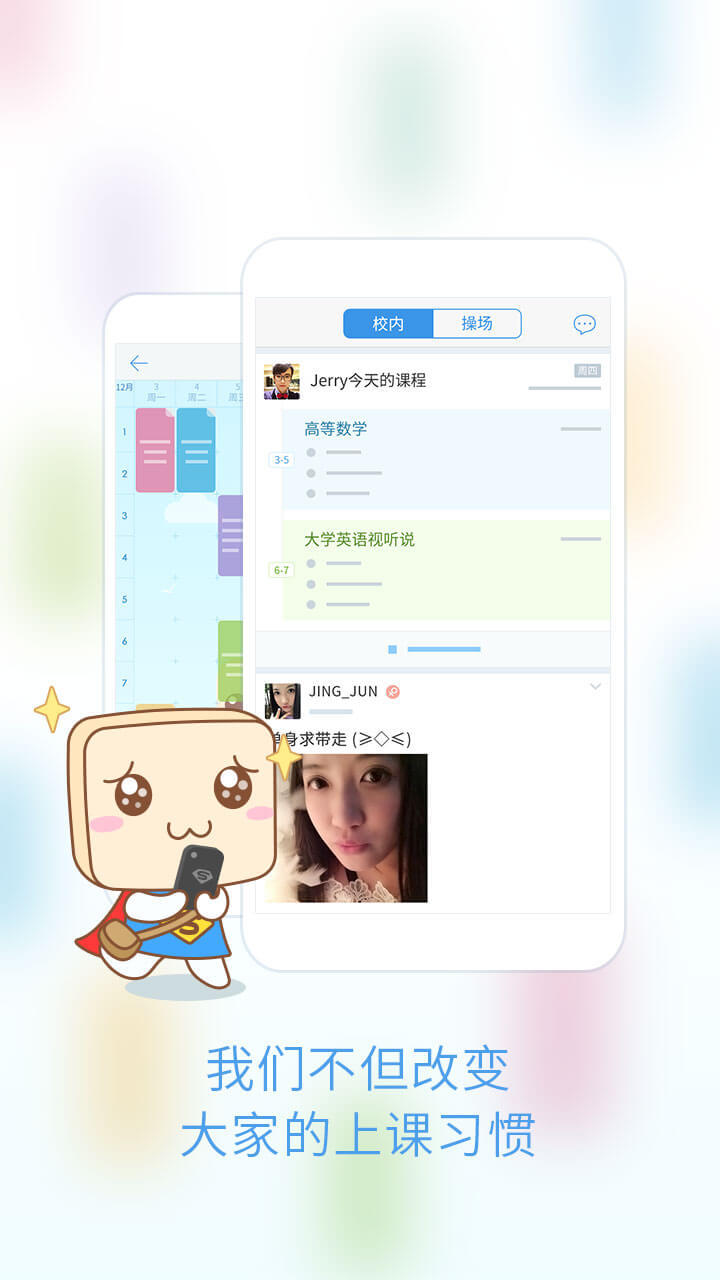 校内
操场
Jerry今天的课程
周四
高等数学
3-5
大学英语视听说
6-7
12月
3
周一
4
周二
5
1
2
3
4
5
6
7
JING_JUN
身求带走 (≥◇≤)
S
S
我们不但改变
大家的上课习惯